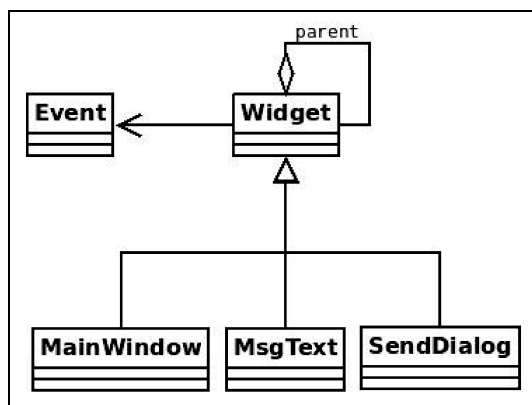 parent
Event
Widget
MainWindow
MsgText
SendDialog